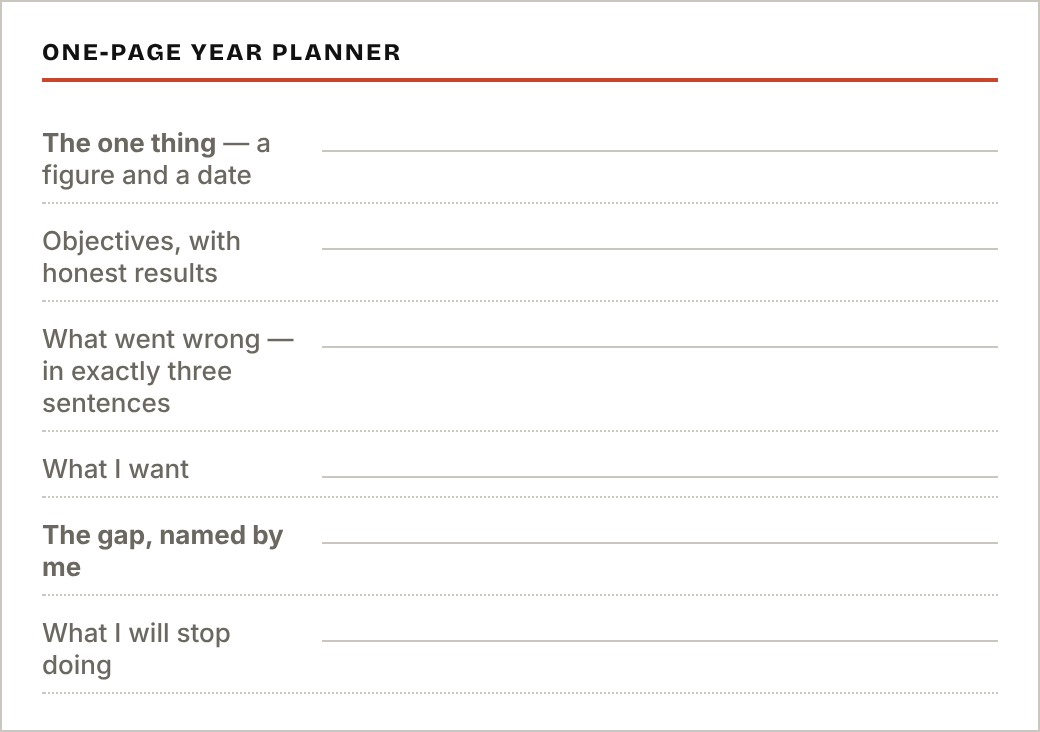 ONE-PAGE YEAR PLANNER
The one thing — a
figure and a date
Objectives, with
honest results
What went wrong —
in exactly three
sentences
What I want
The gap, named by
me
What I will stop
doing